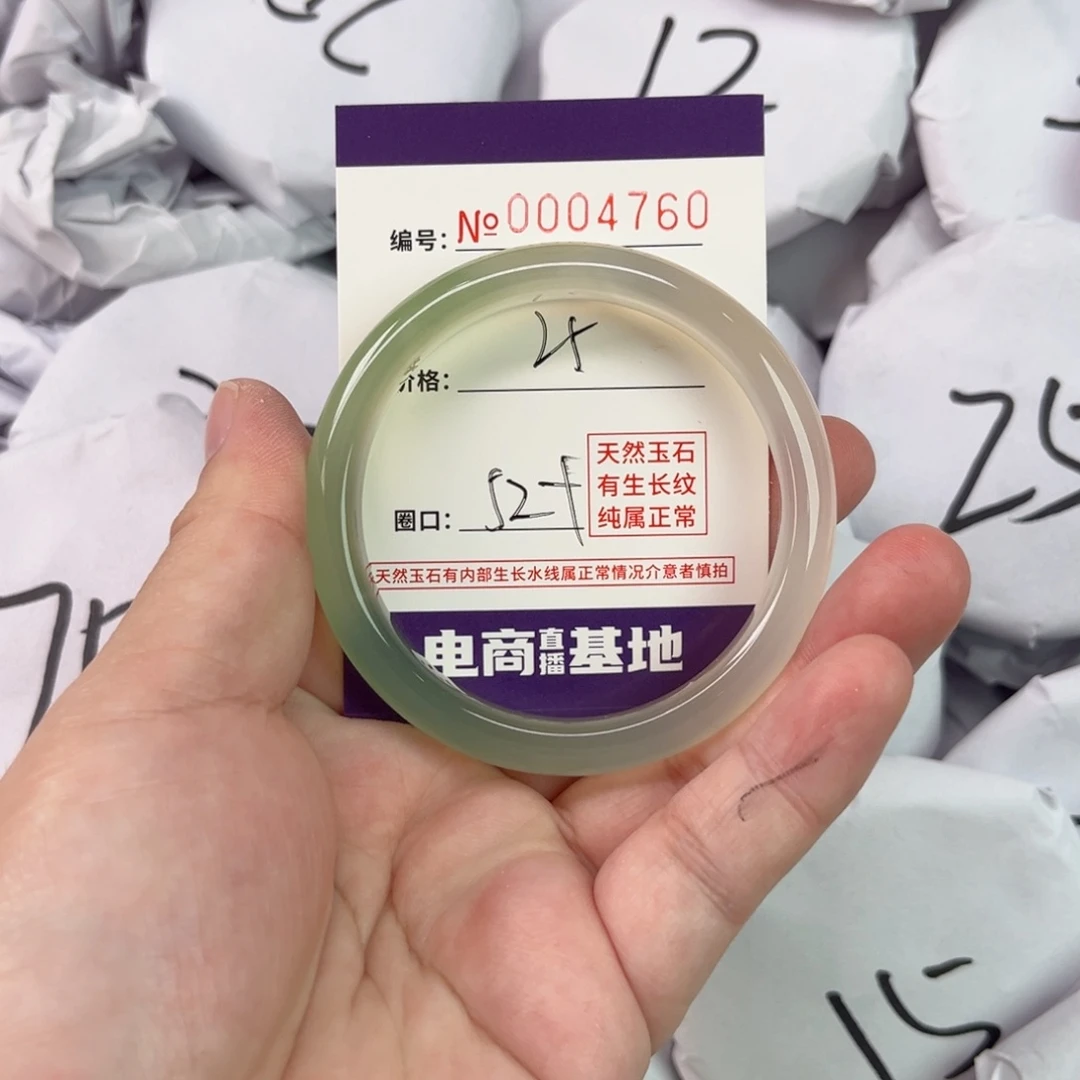 12
编号: № 0004760
价格:
25
圈口: 52+
天然玉石
有生长纹
纯属正常
天然玉石有内部生长水线属正常情况介意者慎拍
电商直播基地
15